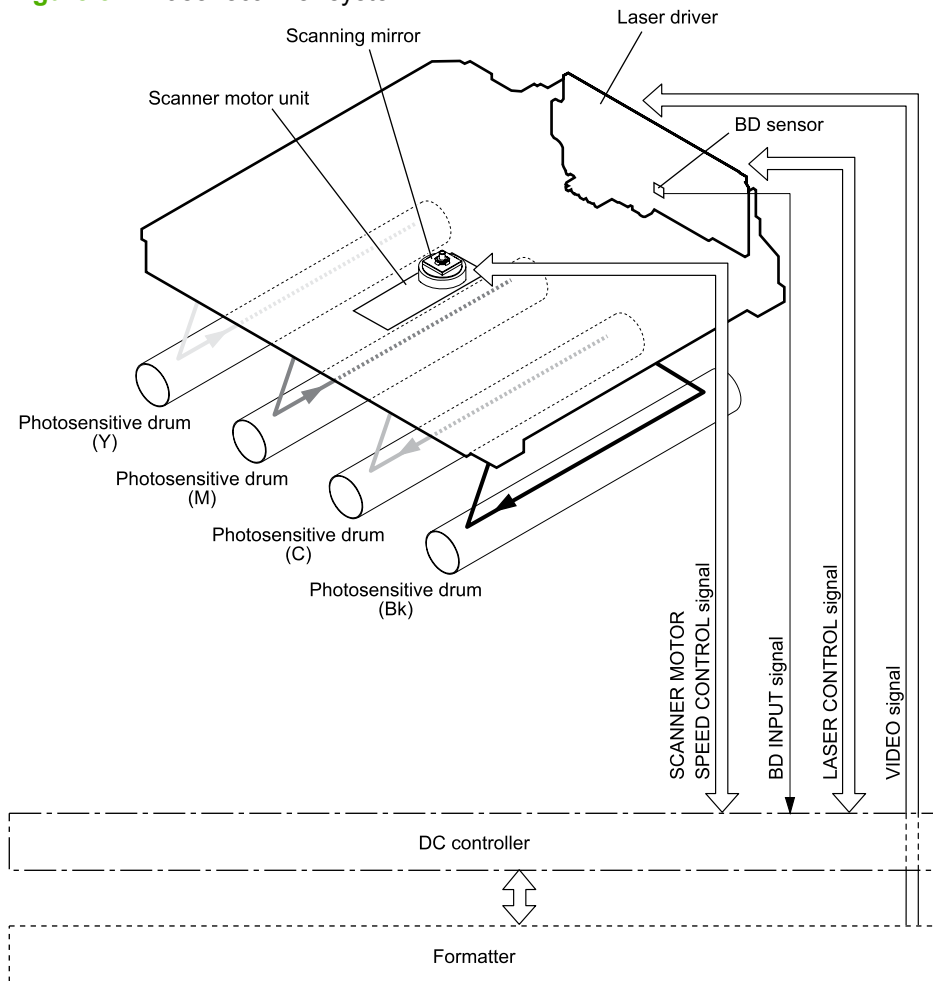 Laser driver
Scanning mirror
Scanner motor unit
BD sensor
Photosensitive drum
(Y)
Photosensitive drum
(M)
Photosensitive drum
(C)
Photosensitive drum
(Bk)
SCANNER MOTOR
SPEED CONTROL signal
BD INPUT signal
LASER CONTROL signal
VIDEO signal
DC controller
Formatter